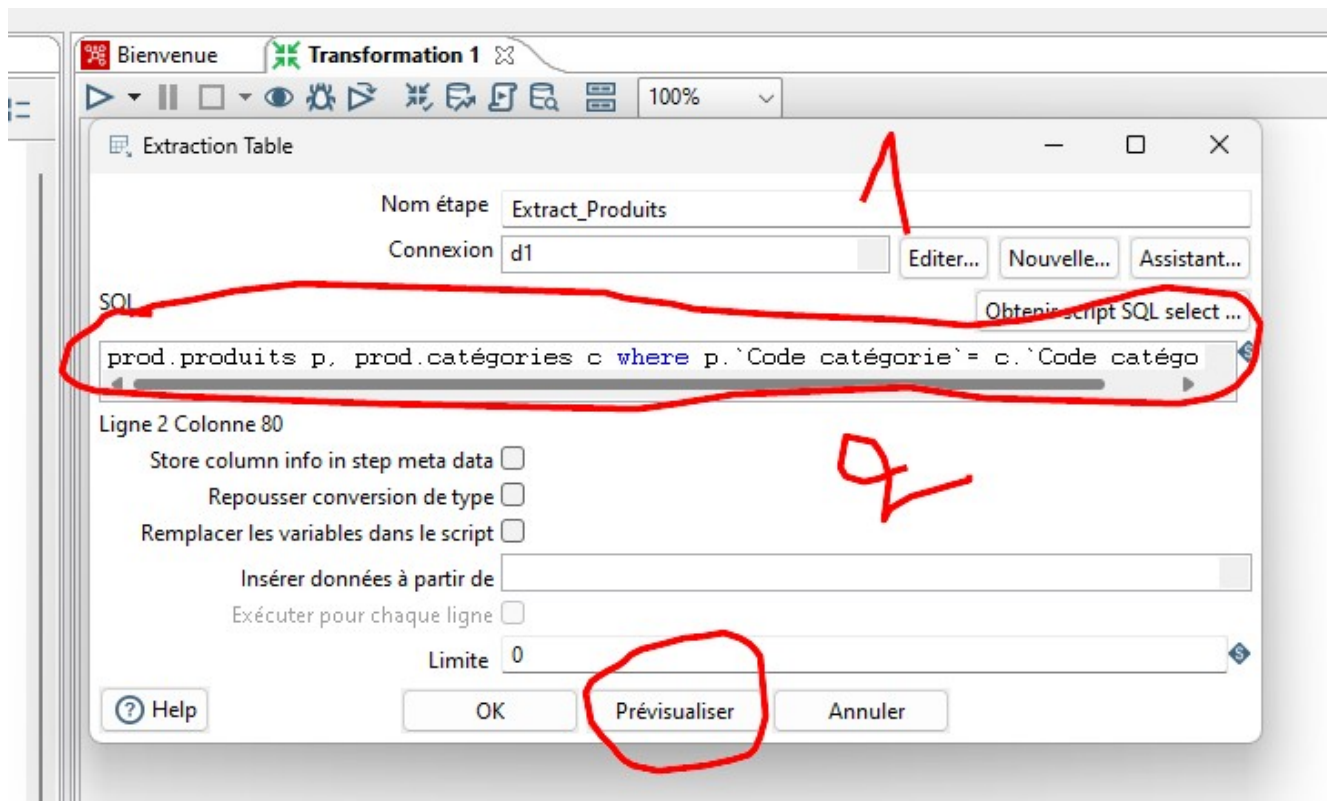 Bienvenue Transformation 1
100%
Extraction Table
1
Nom étape Extract_Produits
Connexion d1 Editer... Nouvelle... Assistant...
SQL Obtenir script SQL select ...
prod.produits p, prod.catégories c where p.`Code catégorie`= c.`Code catégo
Ligne 2 Colonne 80
Store column info in step meta data
2
Repousser conversion de type
Remplacer les variables dans le script
Insérer données à partir de
Exécuter pour chaque ligne
Limite 0
Help OK Prévisualiser Annuler